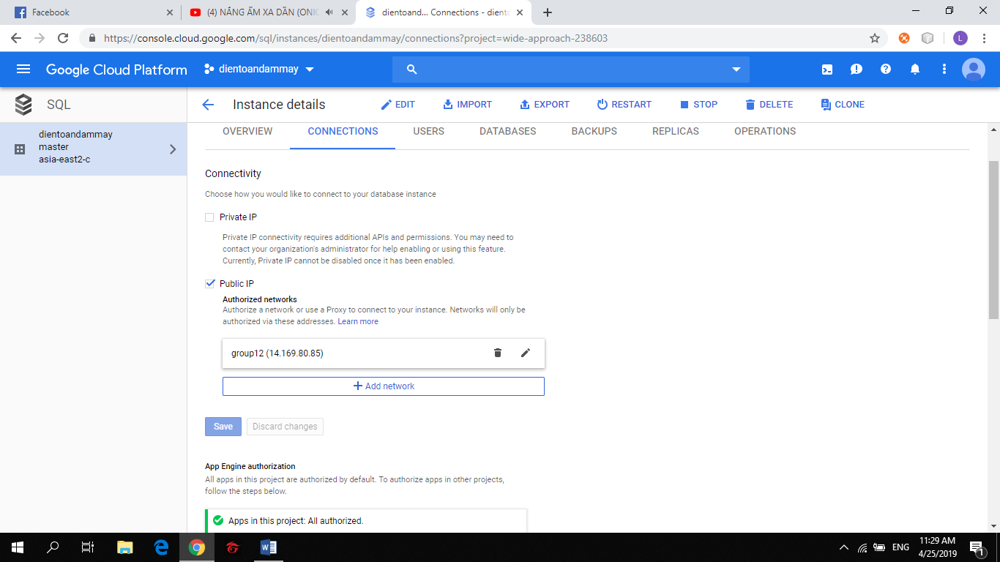 Facebook
(4) NẮNG ẤM XA DẦN (ONIO
dientoand... Connections - diento
https://console.cloud.google.com/sql/instances/dientoandammay/connections?project=wide-approach-238603
L
Google Cloud Platform
dientoandammay
SQL
Instance details
EDIT
IMPORT
EXPORT
RESTART
STOP
DELETE
CLONE
dientoandammay
master
asia-east2-c
OVERVIEW
CONNECTIONS
USERS
DATABASES
BACKUPS
REPLICAS
OPERATIONS
Connectivity
Choose how you would like to connect to your database instance
Private IP
Private IP connectivity requires additional APIs and permissions. You may need to
contact your organization's administrator for help enabling or using this feature.
Currently, Private IP cannot be disabled once it has been enabled.
Public IP
Authorized networks
Authorize a network or use a Proxy to connect to your instance. Networks will only be
authorized via these addresses. Learn more
group12 (14.169.80.85)
+ Add network
Save
Discard changes
App Engine authorization
All apps in this project are authorized by default. To authorize apps in other projects,
follow the steps below.
Apps in this project: All authorized.
ENG
11:29 AM
4/25/2019
1